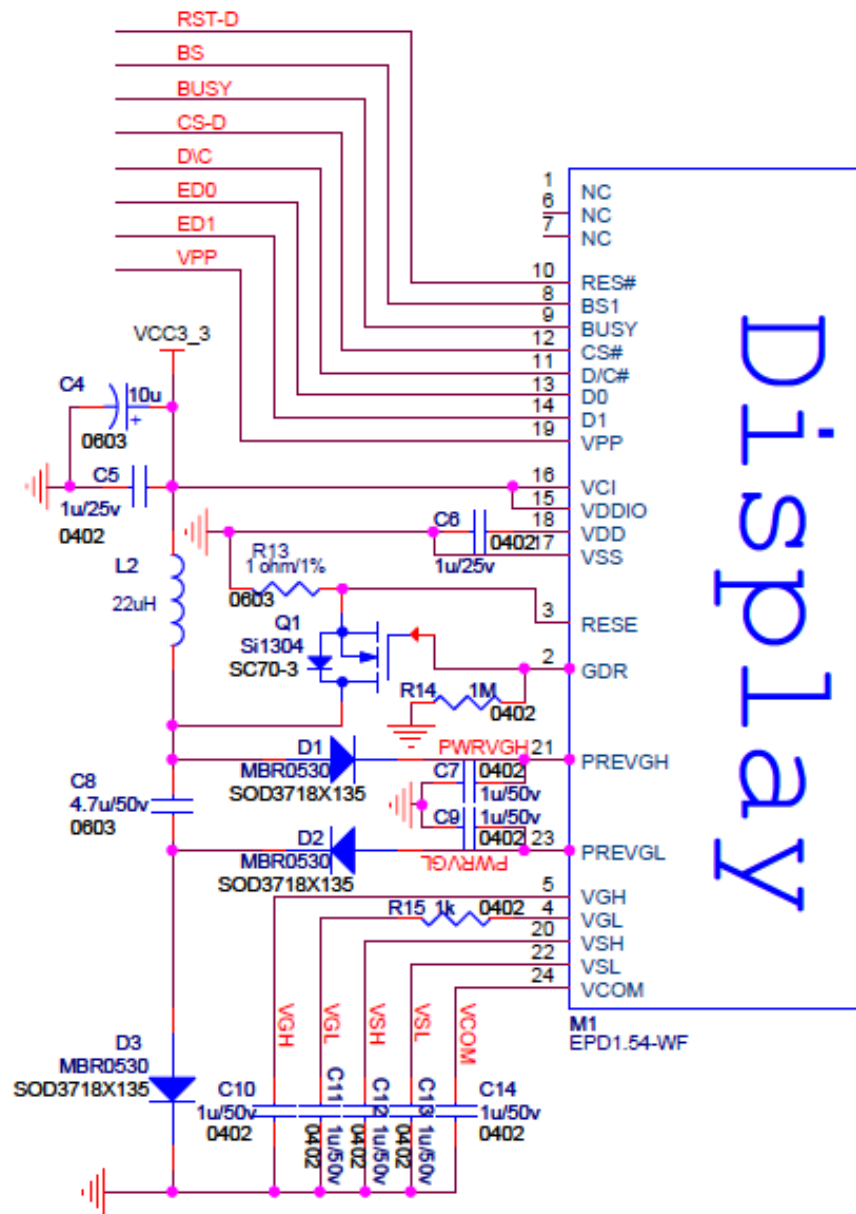 RST-D
BS
BUSY
CS-D
D\C
ED0
ED1
VPP
1 NC
6 NC
7 NC
10 RES#
8 BS1
9 BUSY
12 CS#
11 D/C#
13 D0
14 D1
19 VPP
16 VCI
15 VDDIO
18 VDD
17 VSS
3 RESE
2 GDR
21 PREVGH
23 PREVGL
5 VGH
4 VGL
20 VSH
22 VSL
24 VCOM
Display
M1
EPD1.54-WF
VCC3_3
C4
10u
+
0603
C5
1u/25v
0402
L2
22uH
C6
0402
1u/25v
R13
1 ohm/1%
0603
Q1
Si1304
SC70-3
R14
1M
0402
D1
MBR0530
SOD3718X135
PWRVGH
C7
0402
1u/50v
C9
1u/50v
0402
C8
4.7u/50v
0603
D2
MBR0530
SOD3718X135
PWRVGL
R15
1k
0402
VGH
VGL
VSH
VSL
VCOM
D3
MBR0530
SOD3718X135
C10
1u/50v
0402
C11
1u/50v
0402
C12
1u/50v
0402
C13
1u/50v
0402
C14
1u/50v
0402